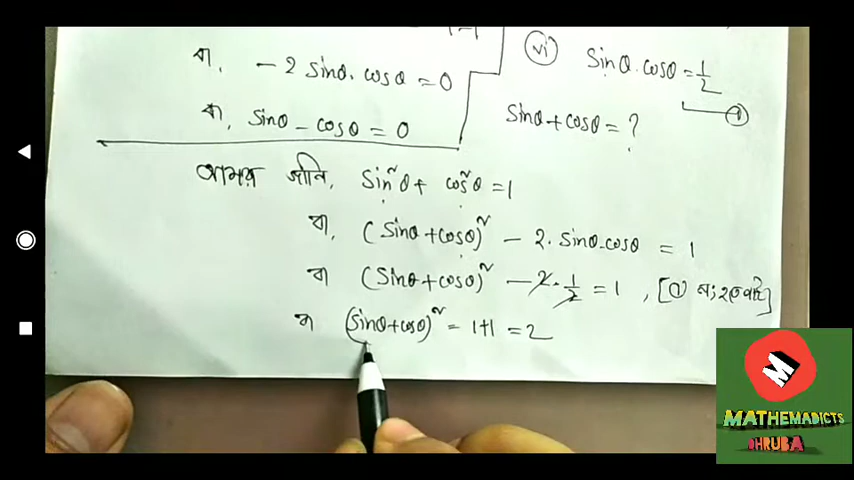 বা, – 2 sinθ. cosθ = 0
বা, sinθ – cosθ = 0
(vi) sinθ. cosθ = 1/2
(i)
sinθ + cosθ = ?
আমরা জানি, sin²θ + cos²θ = 1
বা, (sinθ + cosθ)² – 2. sinθ.cosθ = 1
বা (sinθ + cosθ)² – 2. 1/2 = 1, [(i) নং হতে পাই]
বা (sinθ + cosθ)² = 1+1 = 2
M
MATHEMADICTS
DHRUBA